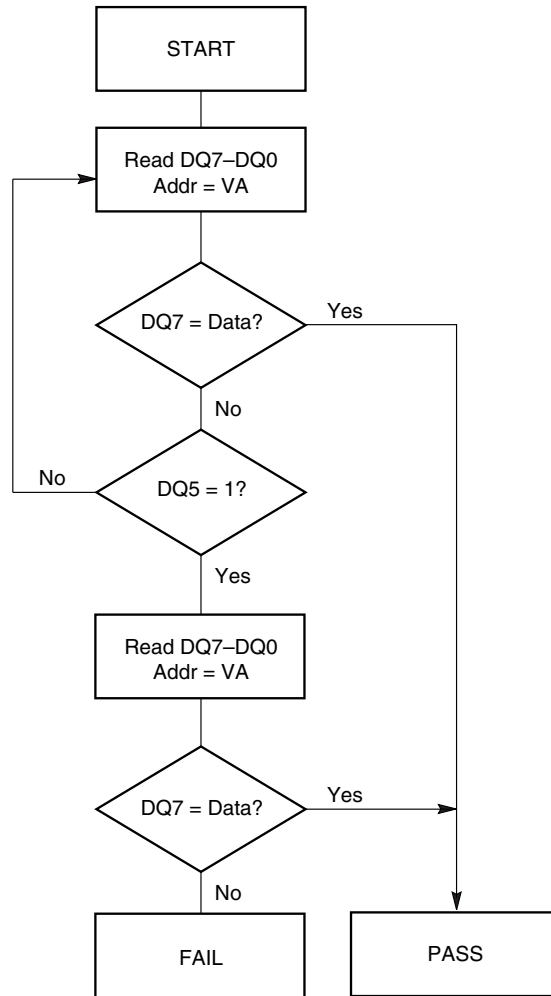 START
Read DQ7–DQ0
Addr = VA
DQ7 = Data?
Yes
No
No
DQ5 = 1?
Yes
Read DQ7–DQ0
Addr = VA
DQ7 = Data?
Yes
No
FAIL
PASS